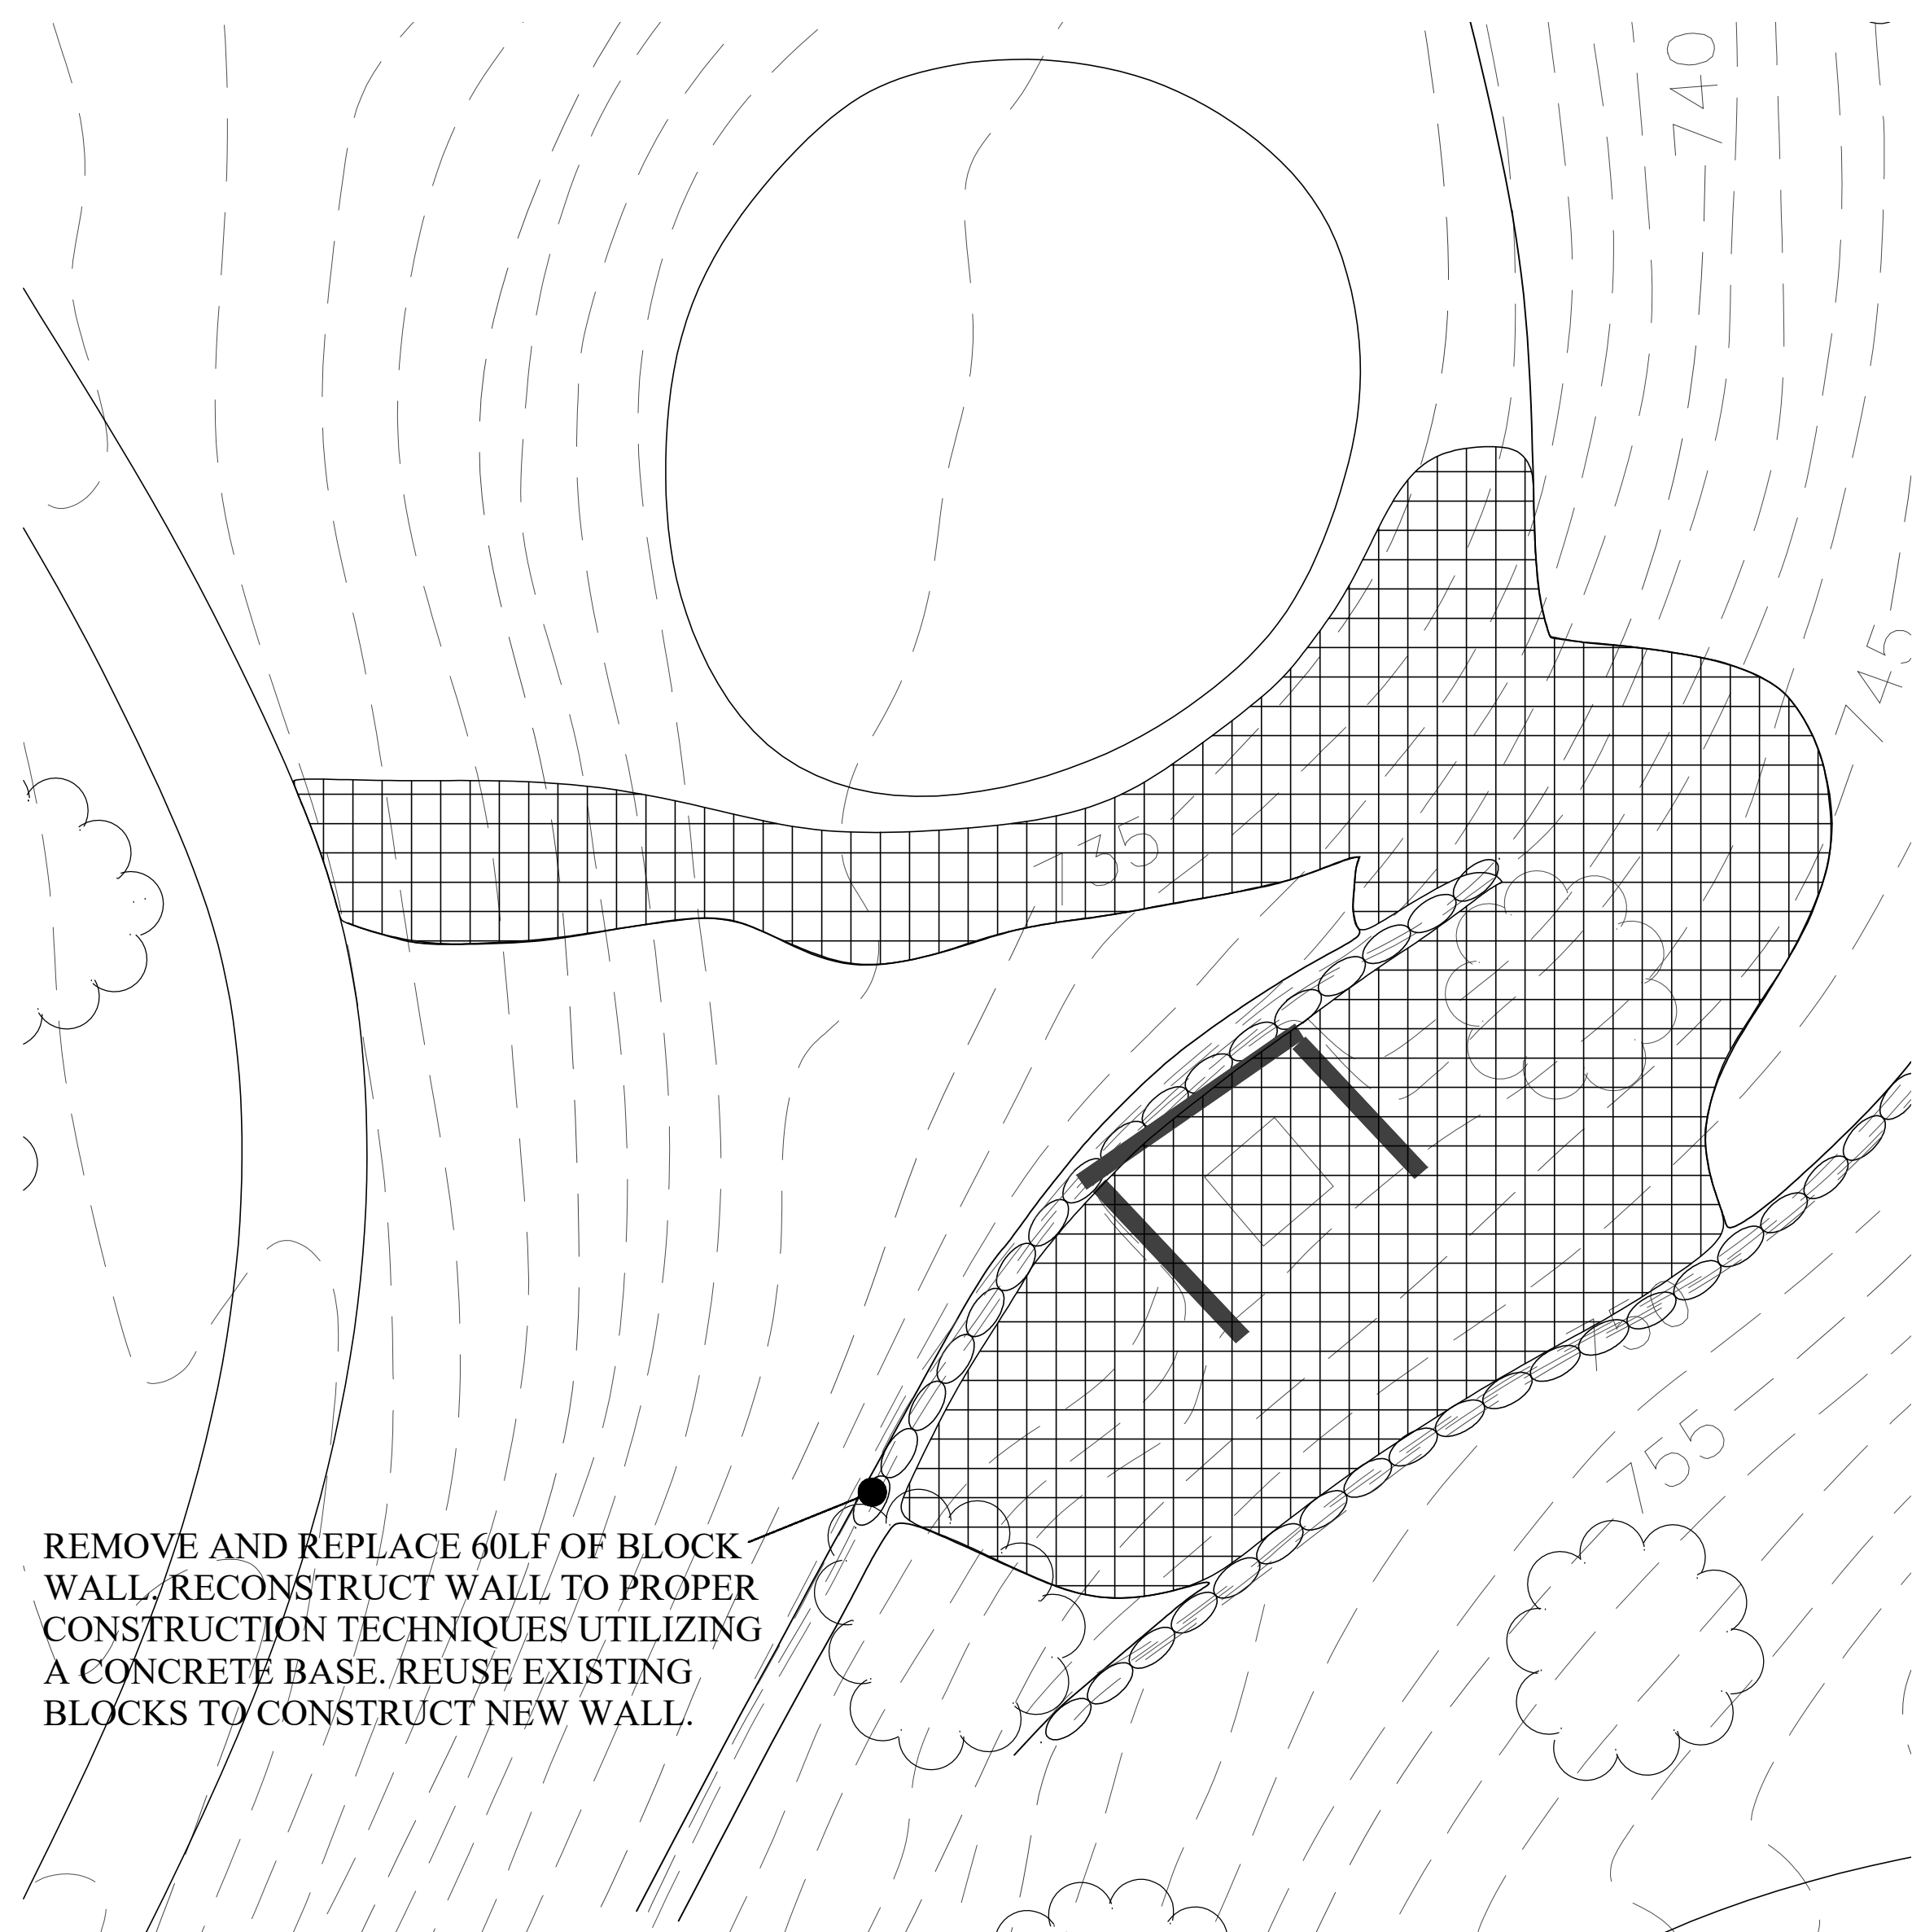 740
745
735
750
755
REMOVE AND REPLACE 60LF OF BLOCK
WALL. RECONSTRUCT WALL TO PROPER
CONSTRUCTION TECHNIQUES UTILIZING
A CONCRETE BASE. REUSE EXISTING
BLOCKS TO CONSTRUCT NEW WALL.